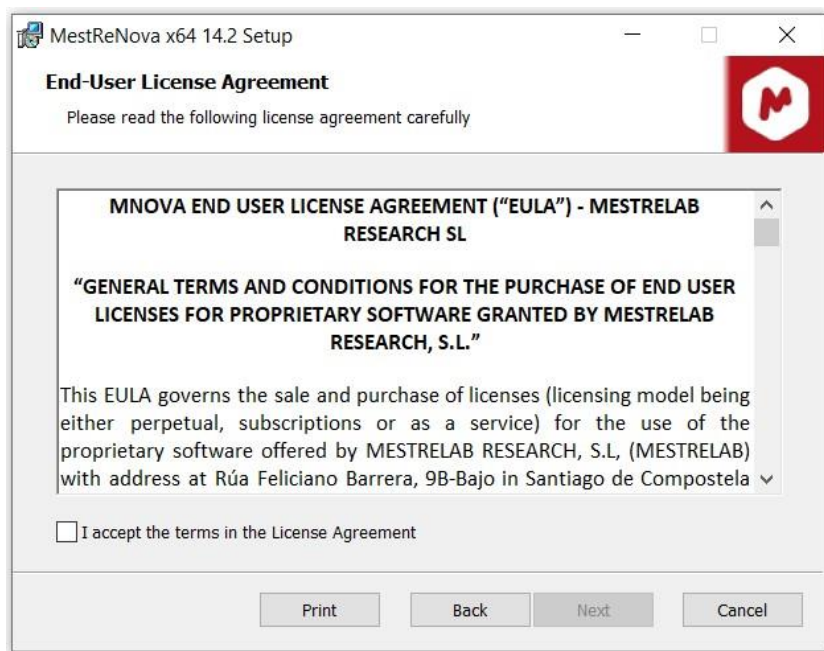 MestReNova x64 14.2 Setup
End-User License Agreement
Please read the following license agreement carefully
MNOVA END USER LICENSE AGREEMENT (“EULA”) - MESTRELAB
RESEARCH SL
“GENERAL TERMS AND CONDITIONS FOR THE PURCHASE OF END USER
LICENSES FOR PROPRIETARY SOFTWARE GRANTED BY MESTRELAB
RESEARCH, S.L.”
This EULA governs the sale and purchase of licenses (licensing model being
either perpetual, subscriptions or as a service) for the use of the
proprietary software offered by MESTRELAB RESEARCH, S.L, (MESTRELAB)
with address at Rúa Feliciano Barrera, 9B-Bajo in Santiago de Compostela
I accept the terms in the License Agreement
Print Back Next Cancel